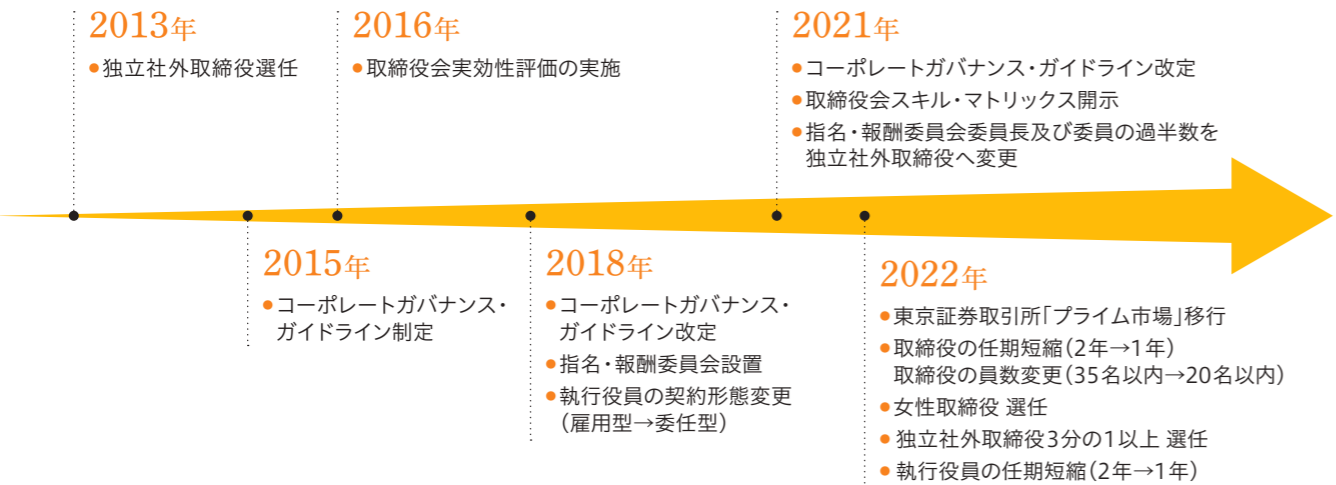 2013年
●独立社外取締役選任
2016年
●取締役会実効性評価の実施
2021年
●コーポレートガバナンス・ガイドライン改定
●取締役会スキル・マトリックス開示
●指名・報酬委員会委員長及び委員の過半数を
独立社外取締役へ変更
2015年
●コーポレートガバナンス・
ガイドライン制定
2018年
●コーポレートガバナンス・
ガイドライン改定
●指名・報酬委員会設置
●執行役員の契約形態変更
（雇用型→委任型）
2022年
●東京証券取引所「プライム市場」移行
●取締役の任期短縮（2年→1年）
取締役の員数変更（35名以内→20名以内）
●女性取締役 選任
●独立社外取締役3分の1以上 選任
●執行役員の任期短縮（2年→1年）